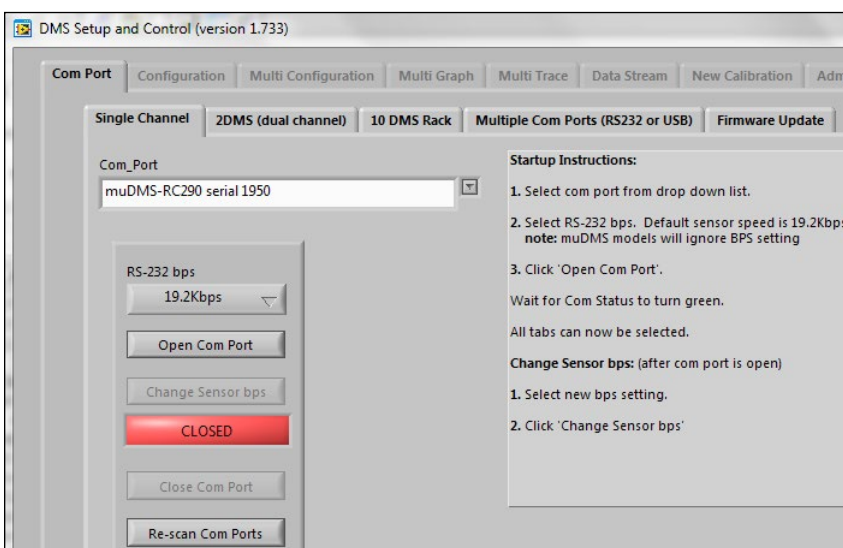 DMS Setup and Control (version 1.733)
Com Port Configuration Multi Configuration Multi Graph Multi Trace Data Stream New Calibration Adm
Single Channel 2DMS (dual channel) 10 DMS Rack Multiple Com Ports (RS232 or USB) Firmware Update
Com_Port
muDMS-RC290 serial 1950
RS-232 bps
19.2Kbps
Open Com Port
Change Sensor bps
CLOSED
Close Com Port
Re-scan Com Ports
Startup Instructions:
1. Select com port from drop down list.
2. Select RS-232 bps. Default sensor speed is 19.2Kbps
note: muDMS models will ignore BPS setting
3. Click 'Open Com Port'.
Wait for Com Status to turn green.
All tabs can now be selected.
Change Sensor bps: (after com port is open)
1. Select new bps setting.
2. Click 'Change Sensor bps'